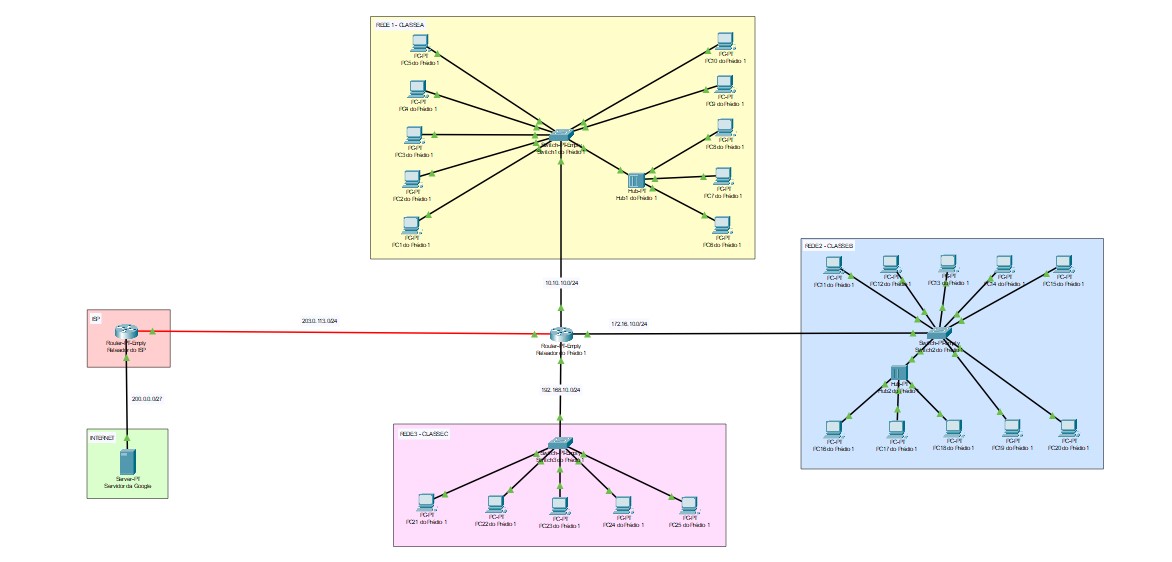 REDE 1 - CLASSE A
PC-PT
PC5 do Prédio 1
PC-PT
PC10 do Prédio 1
PC-PT
PC4 do Prédio 1
PC-PT
PC9 do Prédio 1
PC-PT
PC3 do Prédio 1
Switch-PT-Empty
Switch1 do Prédio 1
PC-PT
PC8 do Prédio 1
PC-PT
PC2 do Prédio 1
Hub-PT
Hub1 do Prédio 1
PC-PT
PC7 do Prédio 1
PC-PT
PC1 do Prédio 1
PC-PT
PC6 do Prédio 1
REDE2 - CLASSE B
PC-PT
PC11 do Prédio 1
PC-PT
PC12 do Prédio 1
PC-PT
PC13 do Prédio 1
PC-PT
PC14 do Prédio 1
PC-PT
PC15 do Prédio 1
10.10.10.0/24
ISP
203.0.113.0/24
172.16.10.0/24
Router-PT-Empty
Roteador do ISP
Router-PT-Empty
Roteador do Prédio 1
Switch-PT-Empty
Switch2 do Prédio 1
Hub-PT
Hub2 do Prédio 1
192.168.10.0/24
200.0.0.0/27
INTERNET
Server-PT
Servidor da Google
REDE3 - CLASSE C
Switch-PT-Empty
Switch3 do Prédio 1
PC-PT
PC16 do Prédio 1
PC-PT
PC17 do Prédio 1
PC-PT
PC18 do Prédio 1
PC-PT
PC19 do Prédio 1
PC-PT
PC20 do Prédio 1
PC-PT
PC21 do Prédio 1
PC-PT
PC22 do Prédio 1
PC-PT
PC23 do Prédio 1
PC-PT
PC24 do Prédio 1
PC-PT
PC25 do Prédio 1